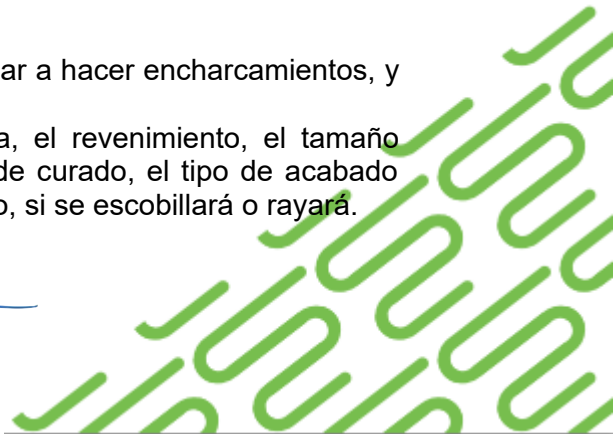 ar a hacer encharcamientos, y
a, el revenimiento, el tamaño
de curado, el tipo de acabado
o, si se escobillará o rayará.